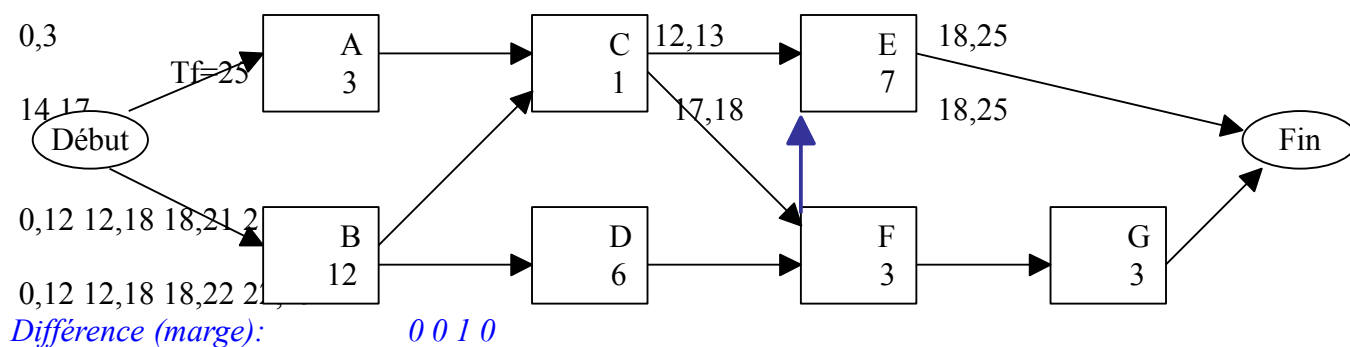 0,3
A
3
C
1
12,13
E
7
18,25
Tf=25
14,17
17,18
18,25
Début
Fin
0,12 12,18 18,21
B
12
D
6
F
3
G
3
0,12 12,18 18,22
Différence (marge): 0 0 1 0